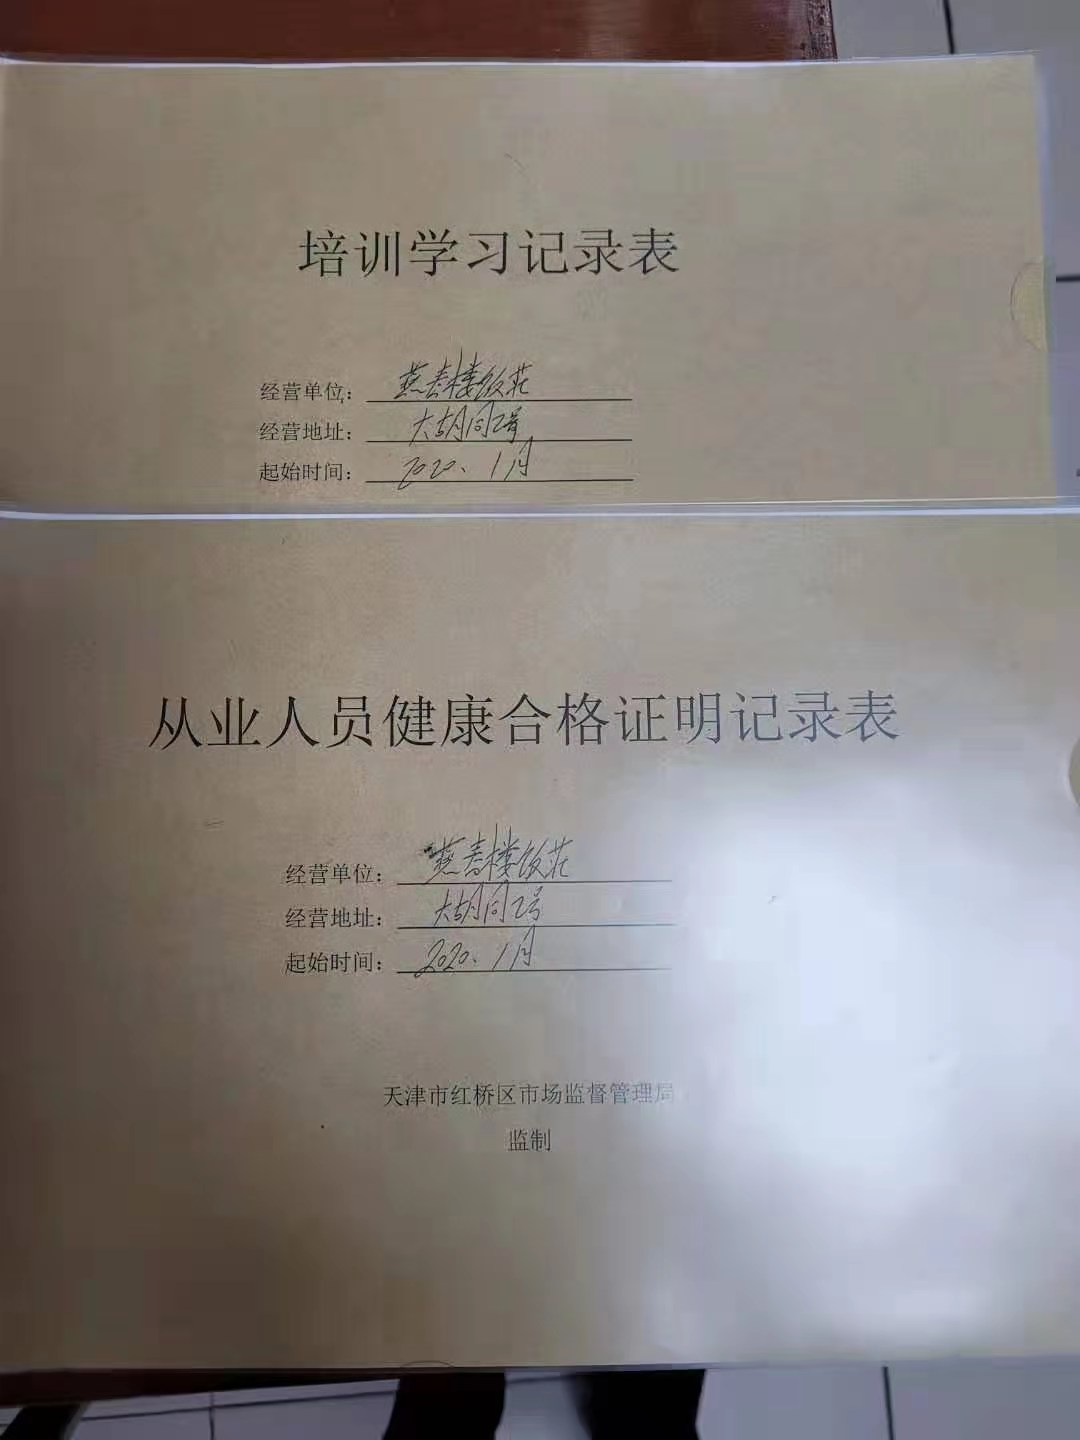 培训学习记录表
经营单位：燕春楼饭庄
经营地址：大胡同2号
起始时间：2020、1月
从业人员健康合格证明记录表
经营单位：燕春楼饭庄
经营地址：大胡同2号
起始时间：2020、1月
天津市红桥区市场监督管理局
监制